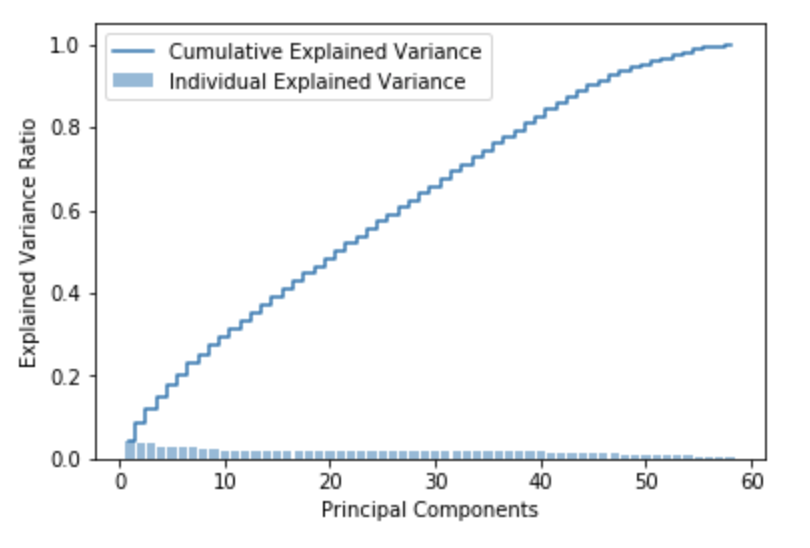 Cumulative Explained Variance
Individual Explained Variance
Explained Variance Ratio
1.0
0.8
0.6
0.4
0.2
0.0
0 10 20 30 40 50 60
Principal Components